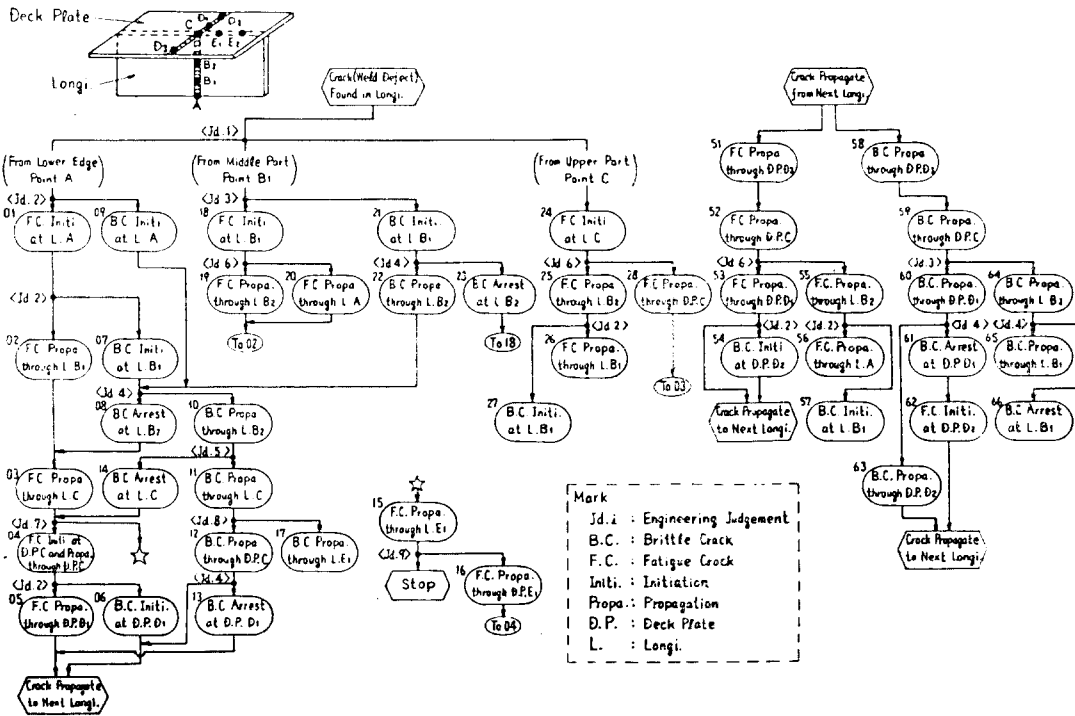 Deck Plate
Longi.
C
D1
D2
D3
E1
E2
B2
B1
A
Crack(Weld Defect)
Found in Longi.
Crack Propagate
from Next Longi.
<Jd.1>
(From Lower Edge
Point A)
(From Middle Part
Point B1)
(From Upper Part
Point C)
<Jd.2>
01
F.C. Initi
at L.A
09
B.C Initi.
at L.A
<Jd.2>
02
F.C Propa
through L.B1
07
B.C Initi.
at L.B1
<Jd 4>
08
B.C Arrest
at L.B2
10
B.C Propa
through L.B2
<Jd.5>
03
F.C Propa
through L.C
14
B.C Arrest
at L.C
11
B.C Propa
through L.C
<Jd.7>
04
F.C Initi at
D.P.C and Propa.
through D.P.C
<Jd.8>
12
B.C Propa
through D.P.C
17
B.C Propa.
through L.E1
<Jd.2>
05
F.C Propa.
through D.P.D1
06
B.C. Initi.
at D.P. D1
<Jd.4>
13
B.C Arrest
at D.P. D1
Crack Propagate
to Next Longi.
<Jd 3>
18
F.C Initi
at L.B1
21
B.C Initi.
at L.B1
<Jd 6>
19
F.C Propa
through L.B2
20
F.C Propa
through L.A
<Jd.4>
22
B.C Propa
through L.B2
23
B.C Arrest
at L.B2
To 02
To 18
24
F.C Initi
at L C
<Jd.6>
25
F.C Propa.
through L.B2
28
F.C Propa
through D.P.C
<Jd.2>
26
F.C Propa.
through L.B1
27
B.C. Initi.
at L.B1
To 03
15
F.C. Propa.
through L.E1
<Jd.9>
Stop
16
F.C. Propa.
through D.P.E1
To 04
51
F.C Propa
through D.P.D3
58
B.C Propa
through D.P.D3
52
F.C Propa
through D.P.C
59
B.C Propa.
through D.P.C
<Jd 6>
53
F.C Propa.
through D.P.D1
55
F.C Propa.
through L.B2
<Jd.3>
60
B.C Propa.
through D.P.D1
64
B.C Propa.
through L B2
<Jd.2>
<Jd.2>
54
B.C. Initi
at D.P.D2
56
F.C. Propa
through L.A
<Jd 4>
<Jd.4>
61
B.C Arrest
at D.P.D1
65
B.C.Propa
through L.B1
Crack Propagate
to Next Longi.
57
B.C. Initi.
at L.B1
62
F.C. Initi.
at D.P.D2
66
B.C Arrest
at L.B1
63
B.C. Propa.
through D.P.D2
Crack Propagate
to Next Longi.
Mark
Jd.i : Engineering Judgement
B.C. : Brittle Crack
F.C. : Fatigue Crock
Initi. : Initiation
Propa. : Propagation
D.P. : Deck Plate
L. : Longi.